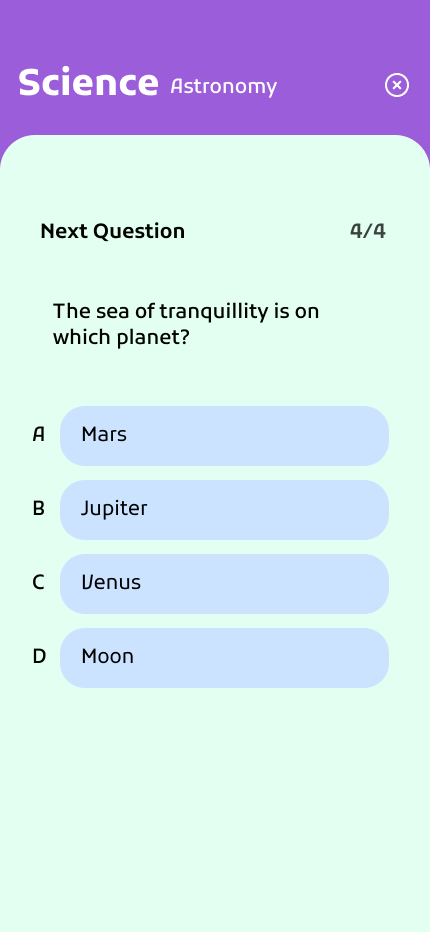 Science Astronomy
Next Question 4/4
The sea of tranquillity is on
which planet?
A Mars
B Jupiter
C Venus
D Moon